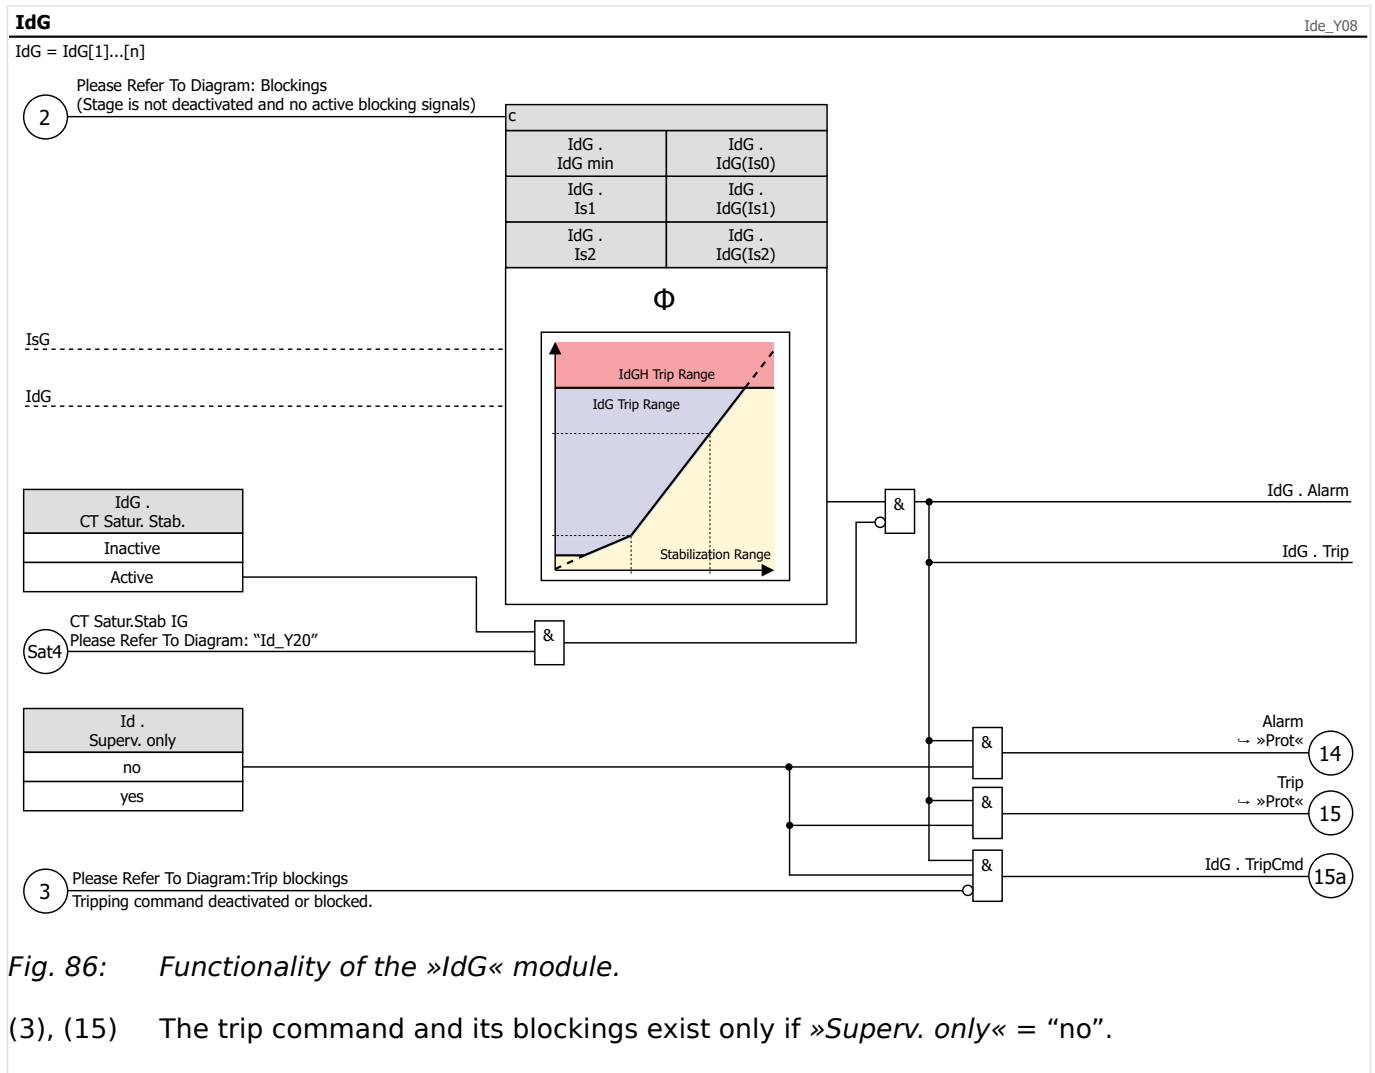 IdG
Ide_Y08
IdG = IdG[1]...[n]
Please Refer To Diagram: Blockings
(Stage is not deactivated and no active blocking signals)
2
c
IdG .
IdG min
IdG .
IdG(Is0)
IdG .
Is1
IdG .
IdG(Is1)
IdG .
Is2
IdG .
IdG(Is2)
Φ
IsG
IdG
IdGH Trip Range
IdG Trip Range
Stabilization Range
IdG .
CT Satur. Stab.
Inactive
Active
&
IdG . Alarm
IdG . Trip
CT Satur.Stab IG
Please Refer To Diagram: “Id_Y20”
Sat4
&
Id .
Superv. only
no
yes
&
Alarm
↪ »Prot«
14
&
Trip
↪ »Prot«
15
&
IdG . TripCmd
15a
3
Please Refer To Diagram:Trip blockings
Tripping command deactivated or blocked.
Fig. 86: Functionality of the »IdG« module.
(3), (15) The trip command and its blockings exist only if »Superv. only« = “no”.